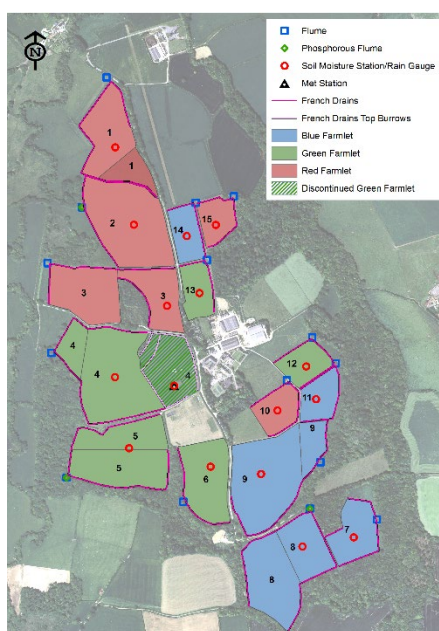 N
Flume
Phosphorous Flume
Soil Moisture Station/Rain Gauge
Met Station
French Drains
French Drains Top Burrows
Blue Farmlet
Green Farmlet
Red Farmlet
Discontinued Green Farmlet
1
1
2
14
15
3
3
13
4
4
4
12
11
10
5
5
6
9
9
7
8
8